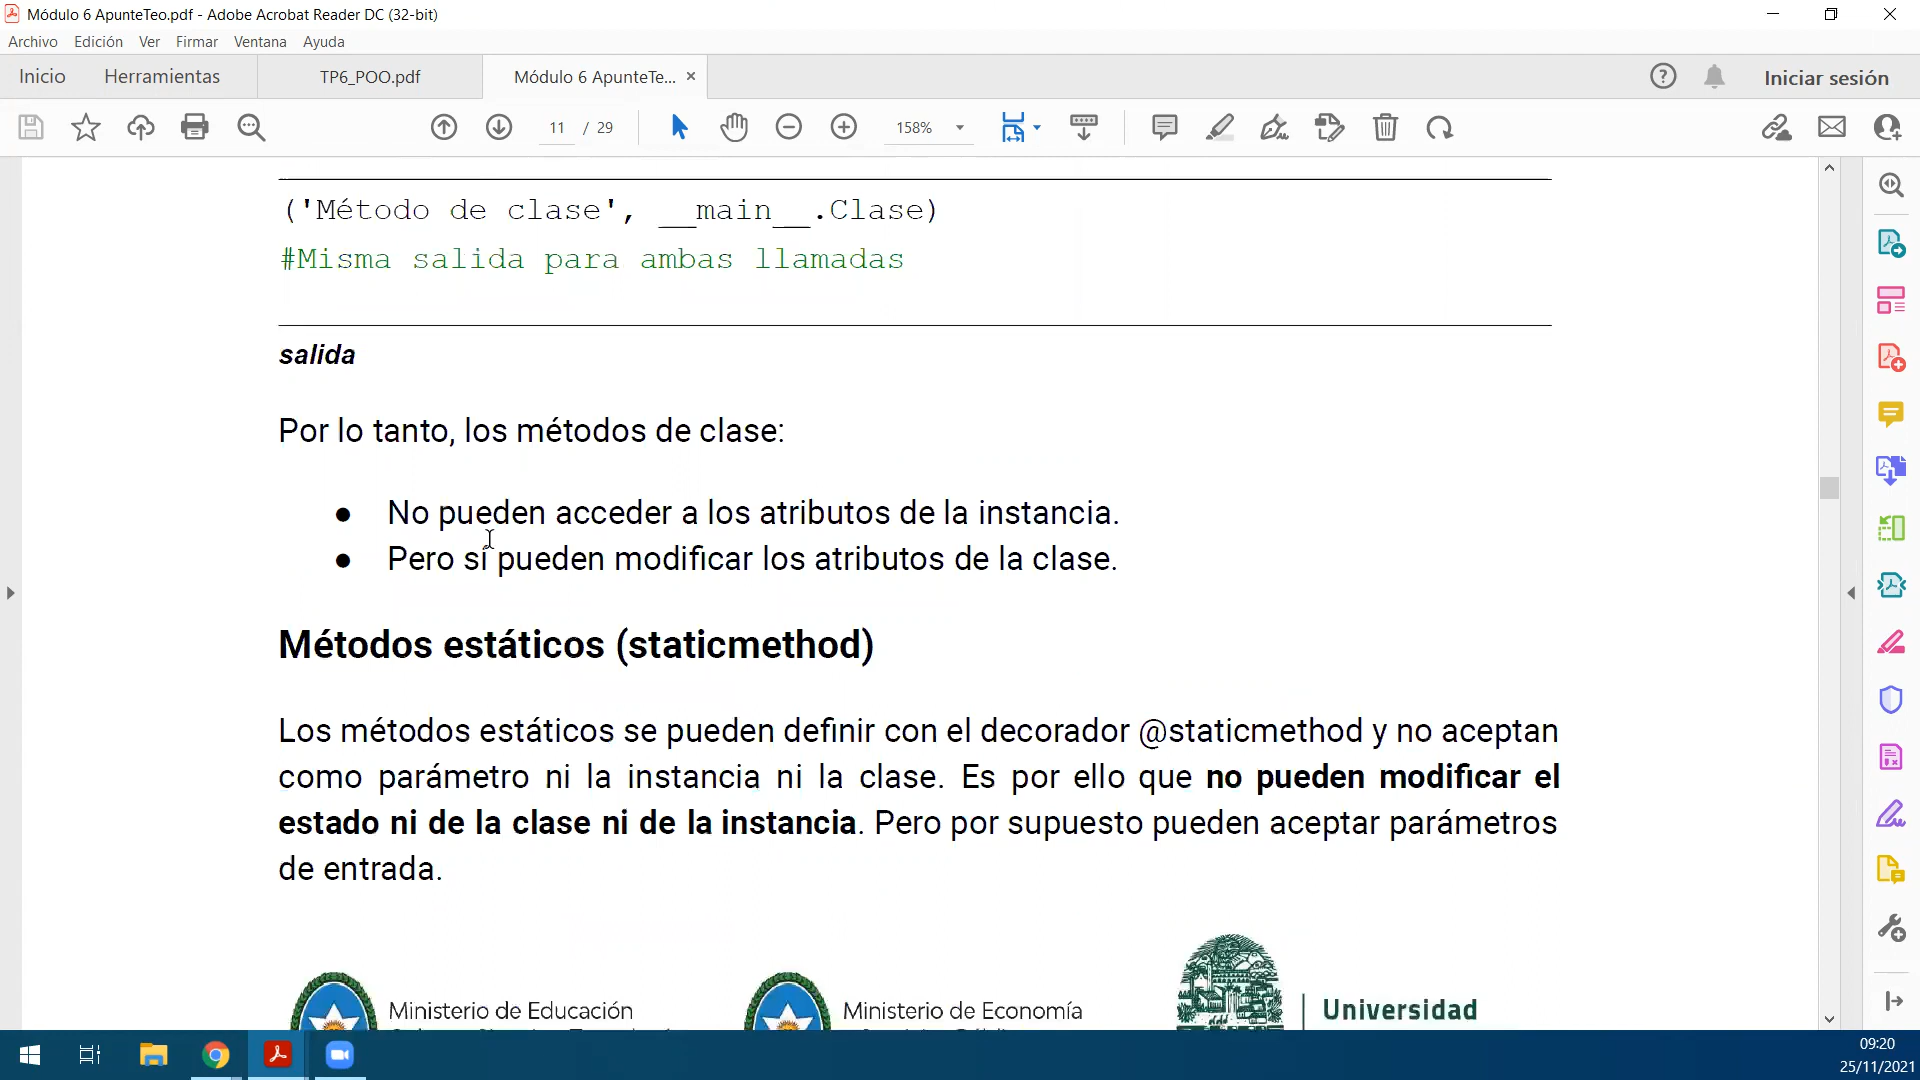 Módulo 6 ApunteTeo.pdf - Adobe Acrobat Reader DC (32-bit)
Archivo Edición Ver Firmar Ventana Ayuda
Inicio Herramientas TP6_POO.pdf Módulo 6 ApunteTe... Iniciar sesión
11 / 29 158%
('Método de clase', __main__.Clase)
#Misma salida para ambas llamadas
salida
Por lo tanto, los métodos de clase:
● No pueden acceder a los atributos de la instancia.
● Pero si pueden modificar los atributos de la clase.
Métodos estáticos (staticmethod)
Los métodos estáticos se pueden definir con el decorador @staticmethod y no aceptan
como parámetro ni la instancia ni la clase. Es por ello que no pueden modificar el
estado ni de la clase ni de la instancia. Pero por supuesto pueden aceptar parámetros
de entrada.
Ministerio de Educación Ministerio de Economía Universidad
09:20
25/11/2021